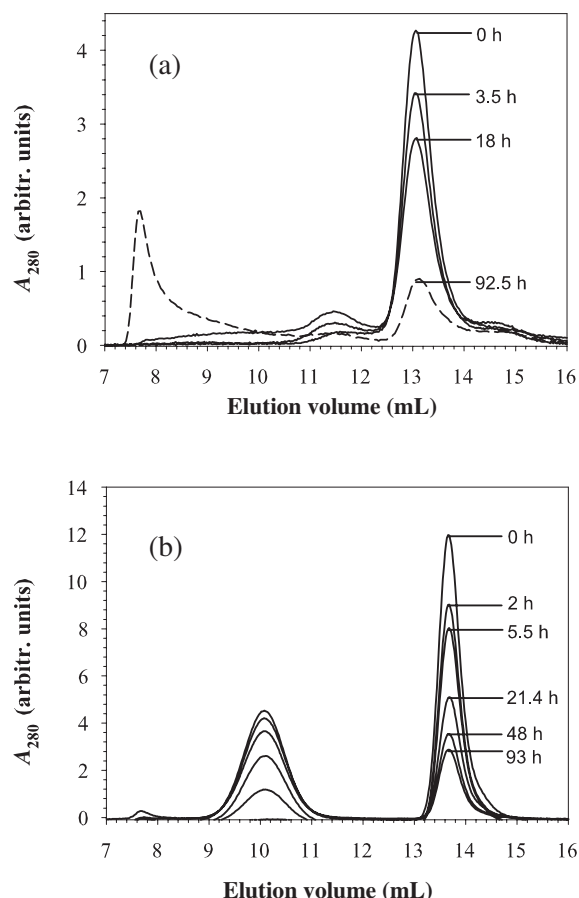 (a)
0 h
3.5 h
18 h
92.5 h
A280 (arbitr. units)
4
3
2
1
0
7 8 9 10 11 12 13 14 15 16
Elution volume (mL)
(b)
0 h
2 h
5.5 h
21.4 h
48 h
93 h
A280 (arbitr. units)
14
12
10
8
6
4
2
0
7 8 9 10 11 12 13 14 15 16
Elution volume (mL)